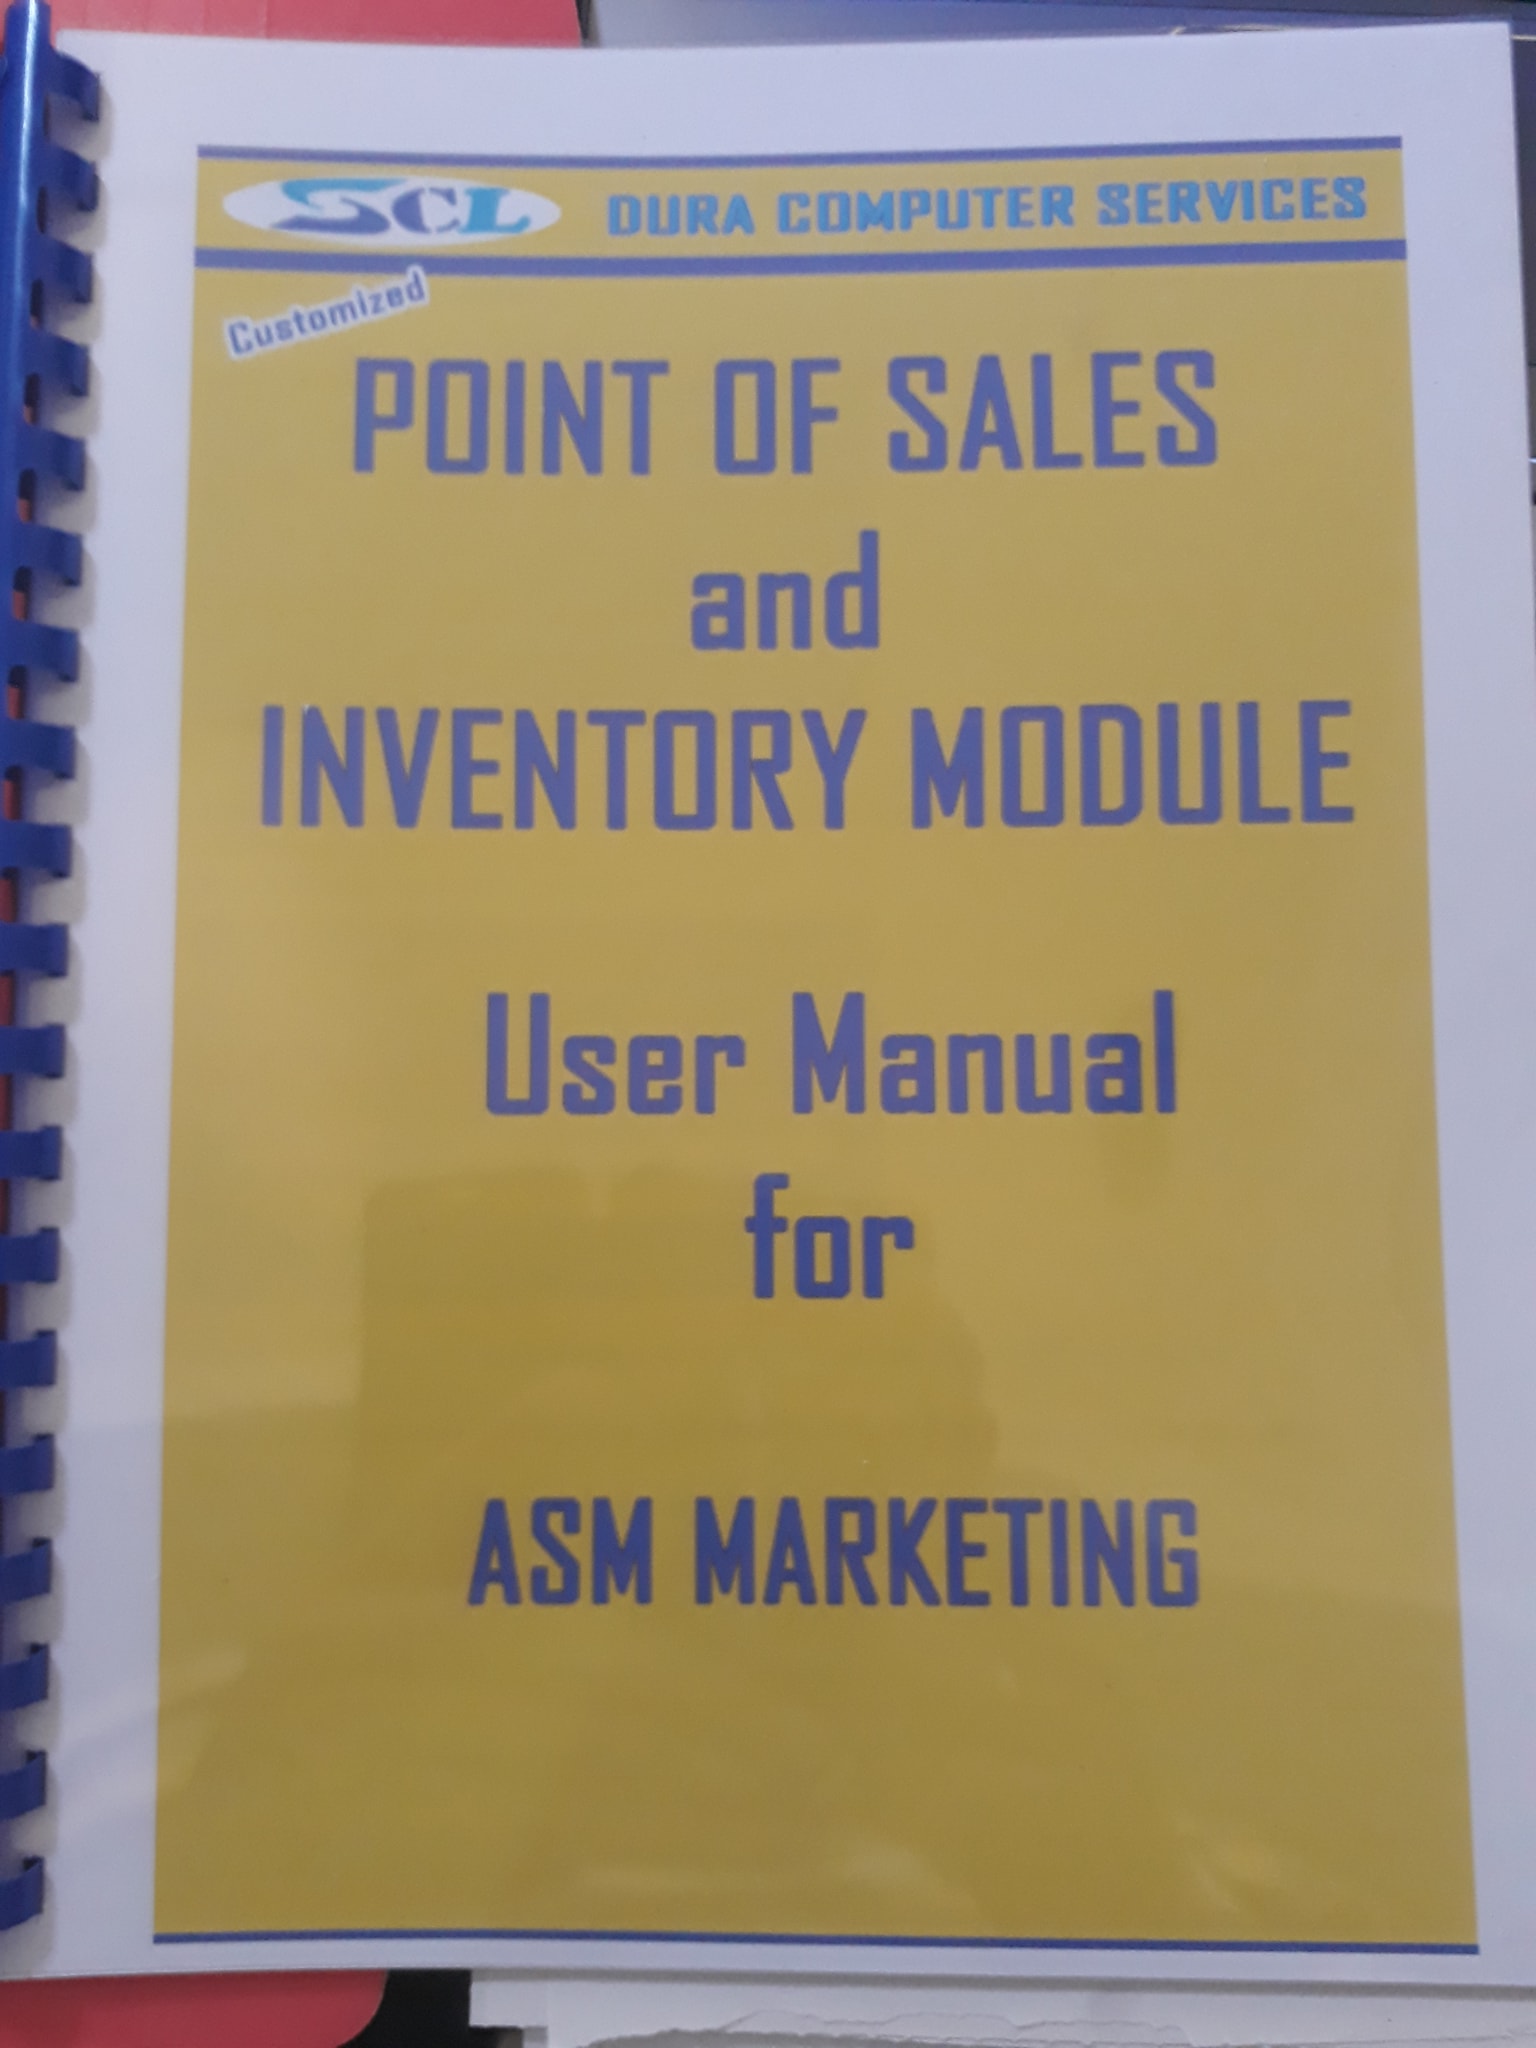 SCL DURA COMPUTER SERVICES
Customized
POINT OF SALES
and
INVENTORY MODULE
User Manual
for
ASM MARKETING